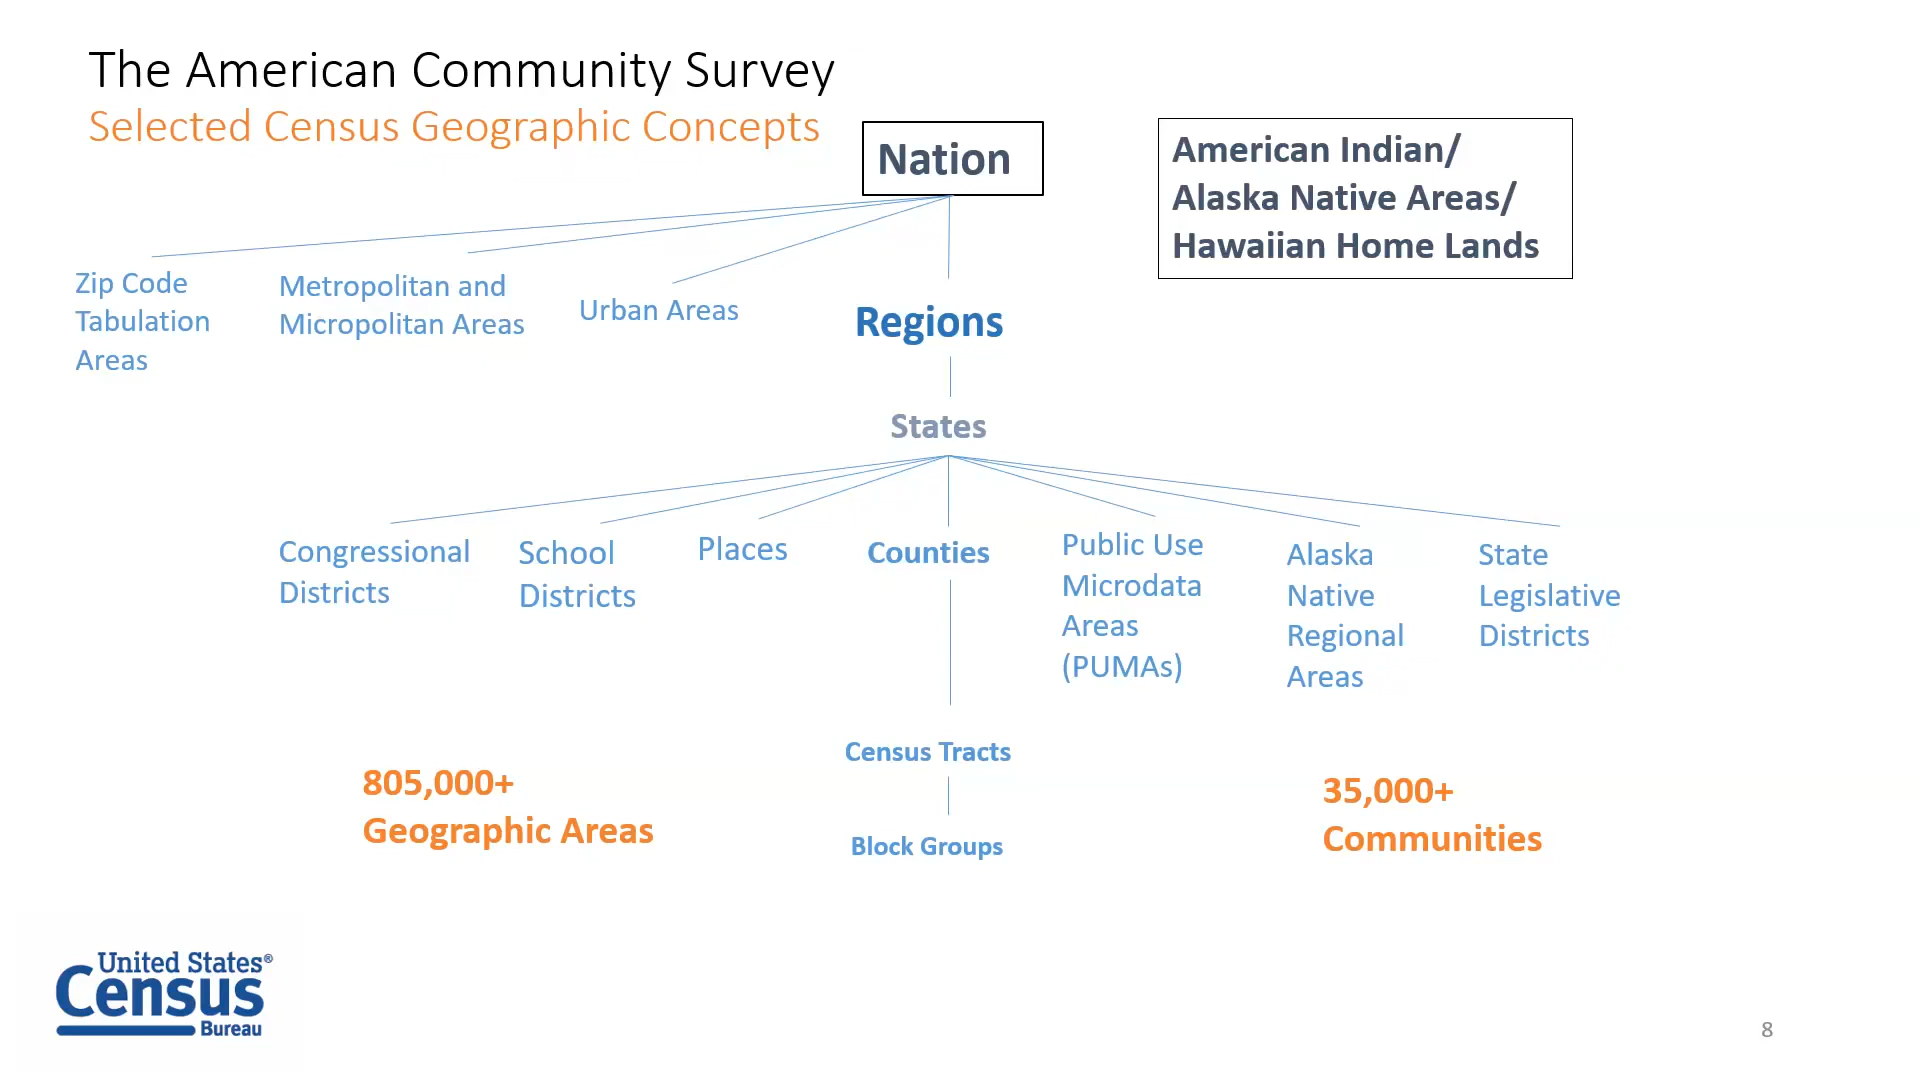 The American Community Survey
Selected Census Geographic Concepts
Nation
American Indian/
Alaska Native Areas/
Hawaiian Home Lands
Zip Code
Tabulation
Areas
Metropolitan and
Micropolitan Areas
Urban Areas
Regions
States
Congressional
Districts
School
Districts
Places
Counties
Public Use
Microdata
Areas
(PUMAs)
Alaska
Native
Regional
Areas
State
Legislative
Districts
Census Tracts
805,000+
Geographic Areas
35,000+
Communities
Block Groups
United States®
Census
Bureau
8